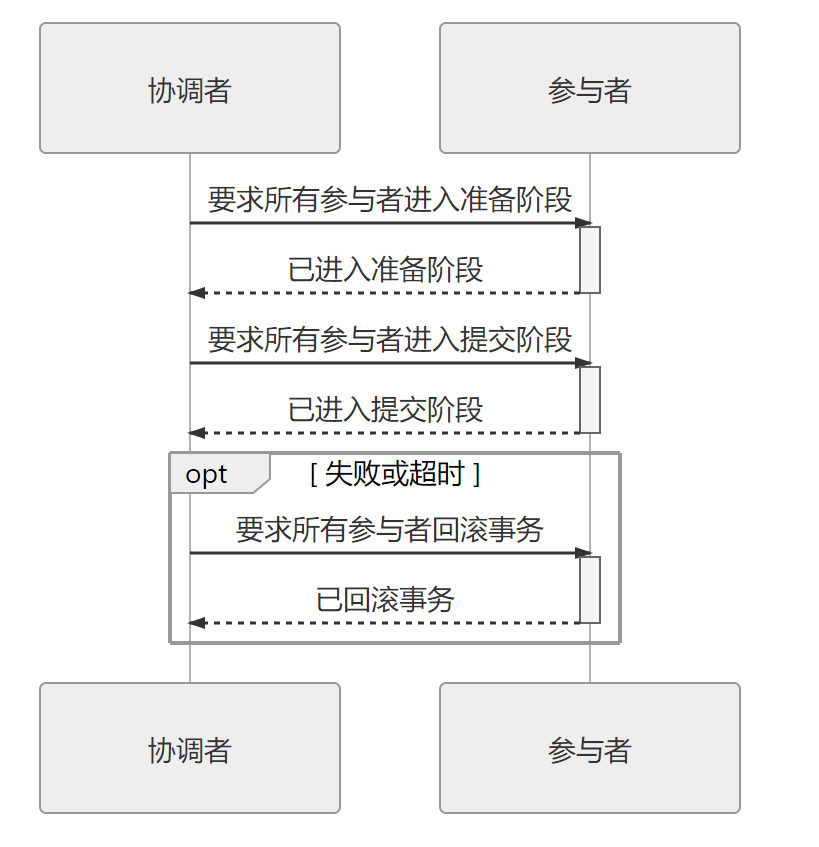 协调者
参与者
要求所有参与者进入准备阶段
已进入准备阶段
要求所有参与者进入提交阶段
已进入提交阶段
opt
[ 失败或超时 ]
要求所有参与者回滚事务
已回滚事务
协调者
参与者